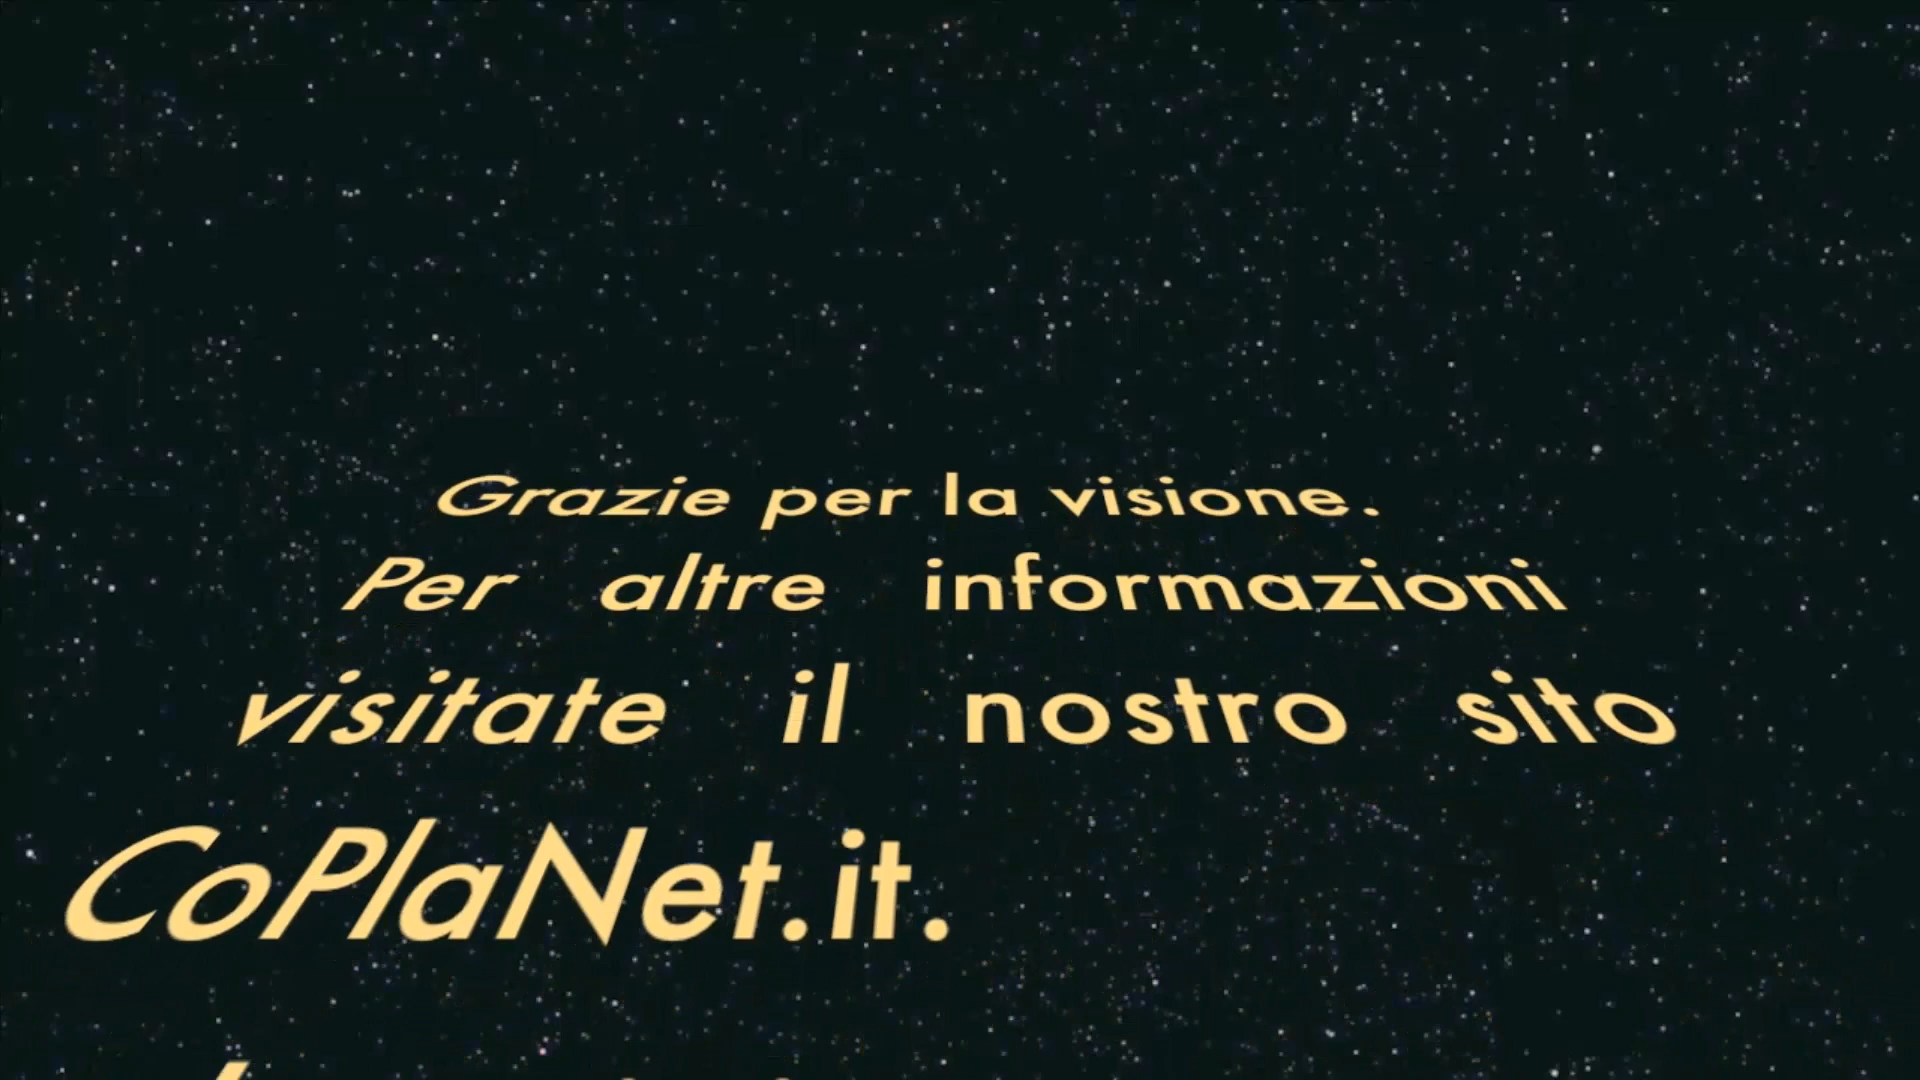 Grazie per la visione.
Per altre informazioni
visitate il nostro sito
CoPlaNet.it.